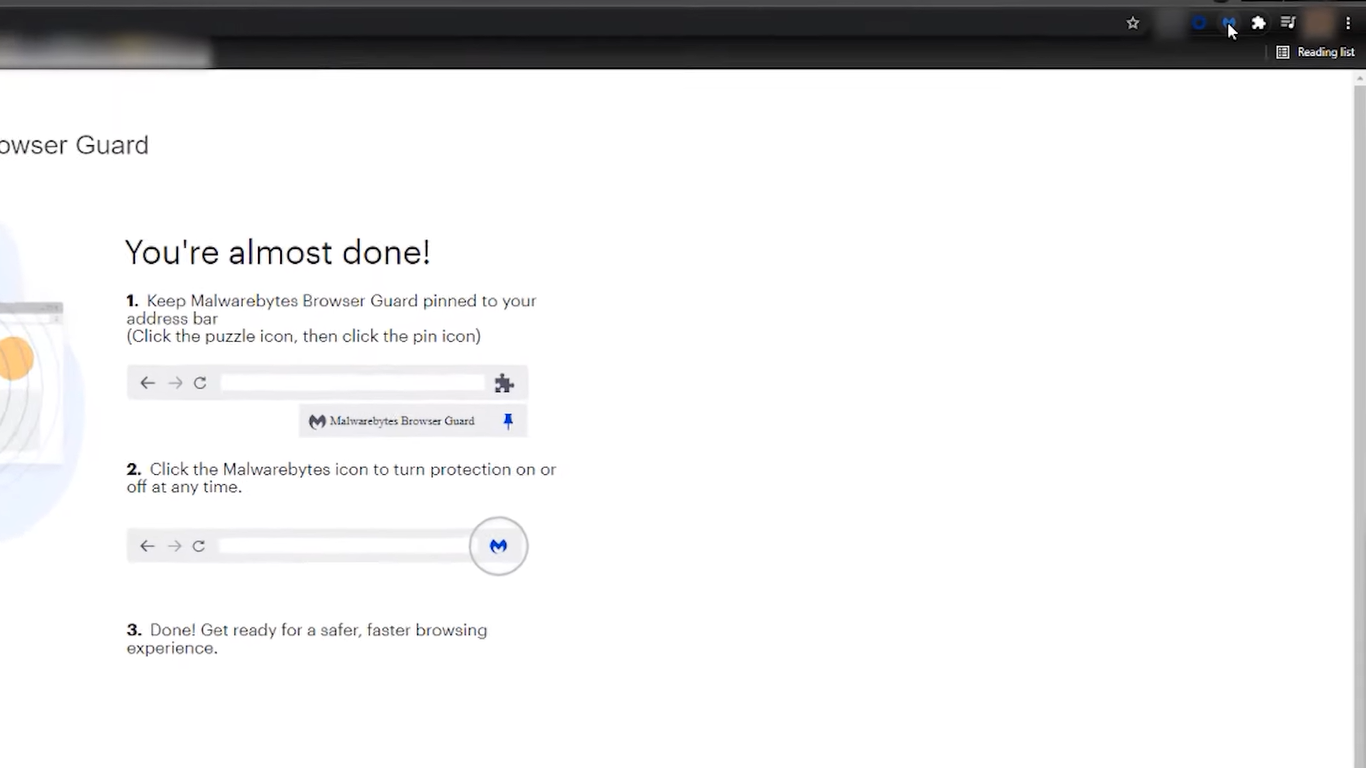 Reading list
owser Guard
You're almost done!
1. Keep Malwarebytes Browser Guard pinned to your
address bar
(Click the puzzle icon, then click the pin icon)
Malwarebytes Browser Guard
2. Click the Malwarebytes icon to turn protection on or
off at any time.
3. Done! Get ready for a safer, faster browsing
experience.